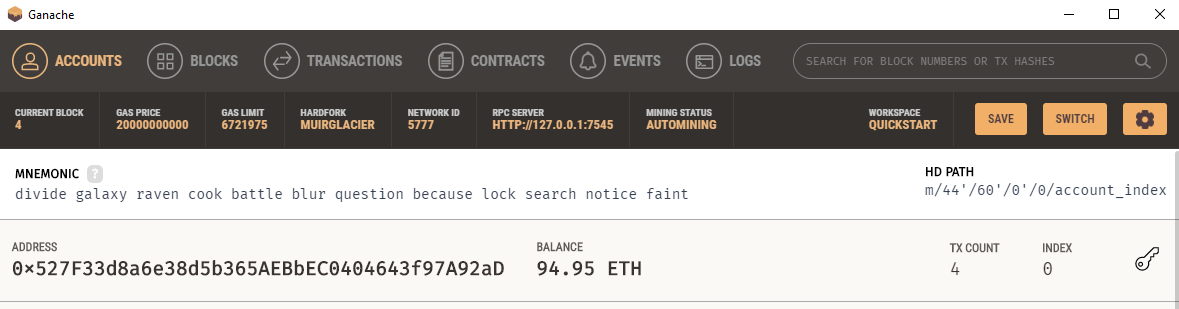 Ganache
ACCOUNTS BLOCKS TRANSACTIONS CONTRACTS EVENTS LOGS SEARCH FOR BLOCK NUMBERS OR TX HASHES
CURRENT BLOCK GAS PRICE GAS LIMIT HARDFORK NETWORK ID RPC SERVER MINING STATUS WORKSPACE
4 20000000000 6721975 MUIRGLACIER 5777 HTTP://127.0.0.1:7545 AUTOMINING QUICKSTART SAVE SWITCH
MNEMONIC ? HD PATH
divide galaxy raven cook battle blur question because lock search notice faint m/44'/60'/0'/0/account_index
ADDRESS BALANCE TX COUNT INDEX
0×527F33d8a6e38d5b365AEBbEC0404643f97A92aD 94.95 ETH 4 0